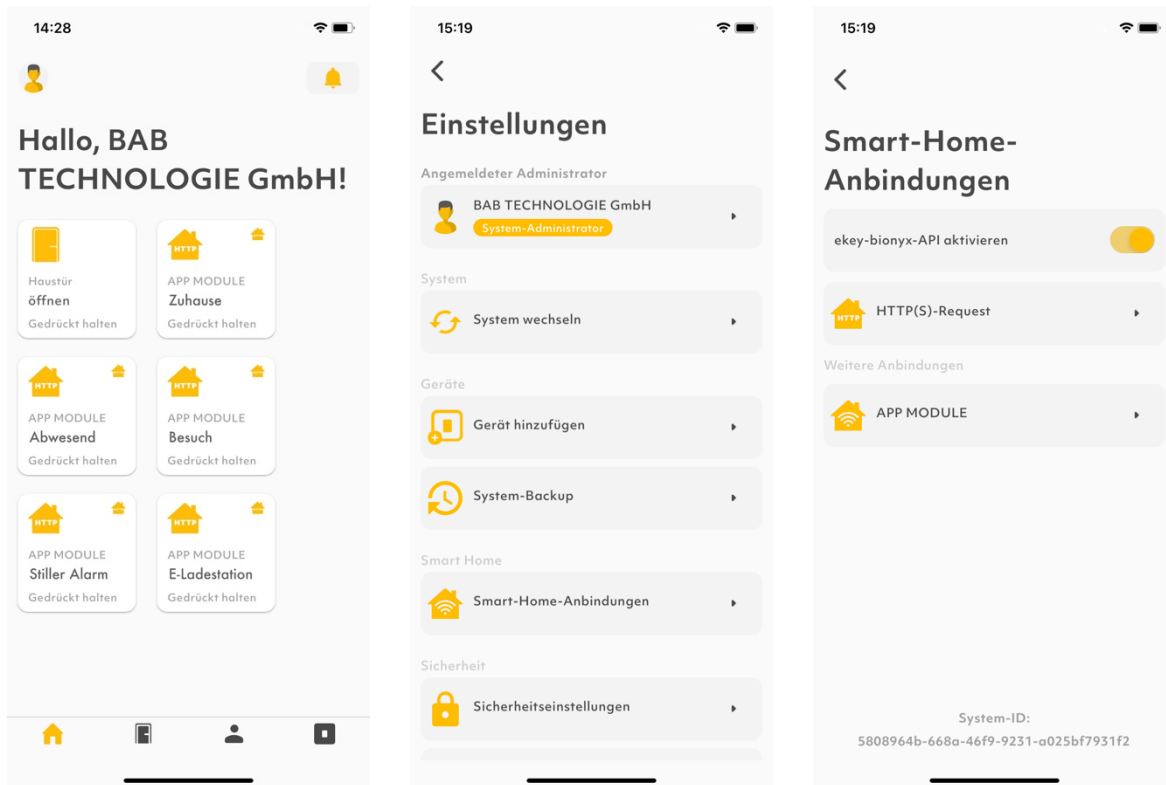 14:28
Hallo, BAB
TECHNOLOGIE GmbH!
Haustür
öffnen
Gedrückt halten
HTTP
APP MODULE
Zuhause
Gedrückt halten
HTTP
APP MODULE
Abwesend
Gedrückt halten
HTTP
APP MODULE
Besuch
Gedrückt halten
HTTP
APP MODULE
Stiller Alarm
Gedrückt halten
HTTP
APP MODULE
E-Ladestation
Gedrückt halten
15:19
Einstellungen
Angemeldeter Administrator
BAB TECHNOLOGIE GmbH
System-Administrator
System
System wechseln
Geräte
Gerät hinzufügen
System-Backup
Smart Home
Smart-Home-Anbindungen
Sicherheit
Sicherheitseinstellungen
15:19
Smart-Home-
Anbindungen
ekey-bionyx-API aktivieren
HTTP
HTTP(S)-Request
Weitere Anbindungen
APP MODULE
System-ID:
5808964b-668a-46f9-9231-a025bf7931f2